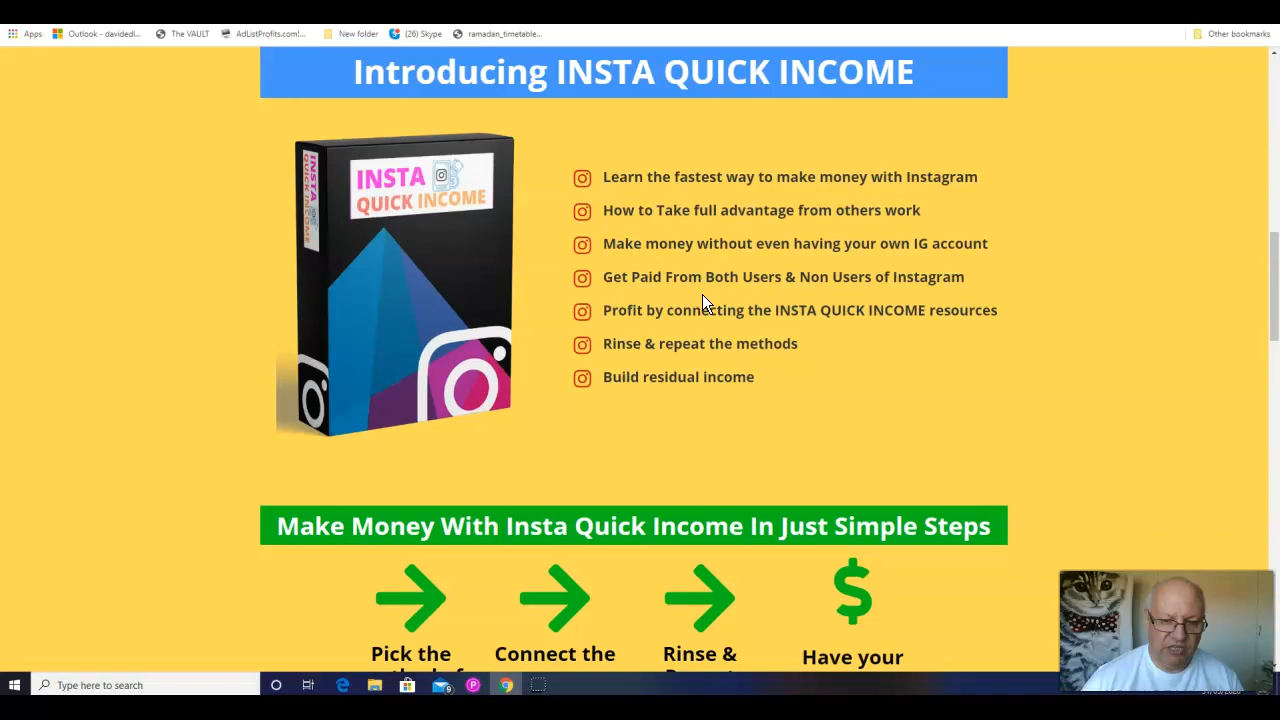 Apps
Outlook - davidedl...
The VAULT
AdListProfits.com!...
New folder
(26) Skype
ramadan_timetable...
Other bookmarks
Introducing INSTA QUICK INCOME
INSTA
QUICK INCOME
INSTA
QUICK INCOME
Learn the fastest way to make money with Instagram
How to Take full advantage from others work
Make money without even having your own IG account
Get Paid From Both Users & Non Users of Instagram
Profit by connecting the INSTA QUICK INCOME resources
Rinse & repeat the methods
Build residual income
Make Money With Insta Quick Income In Just Simple Steps
Pick the
Connect the
Rinse &
Have your
Type here to search